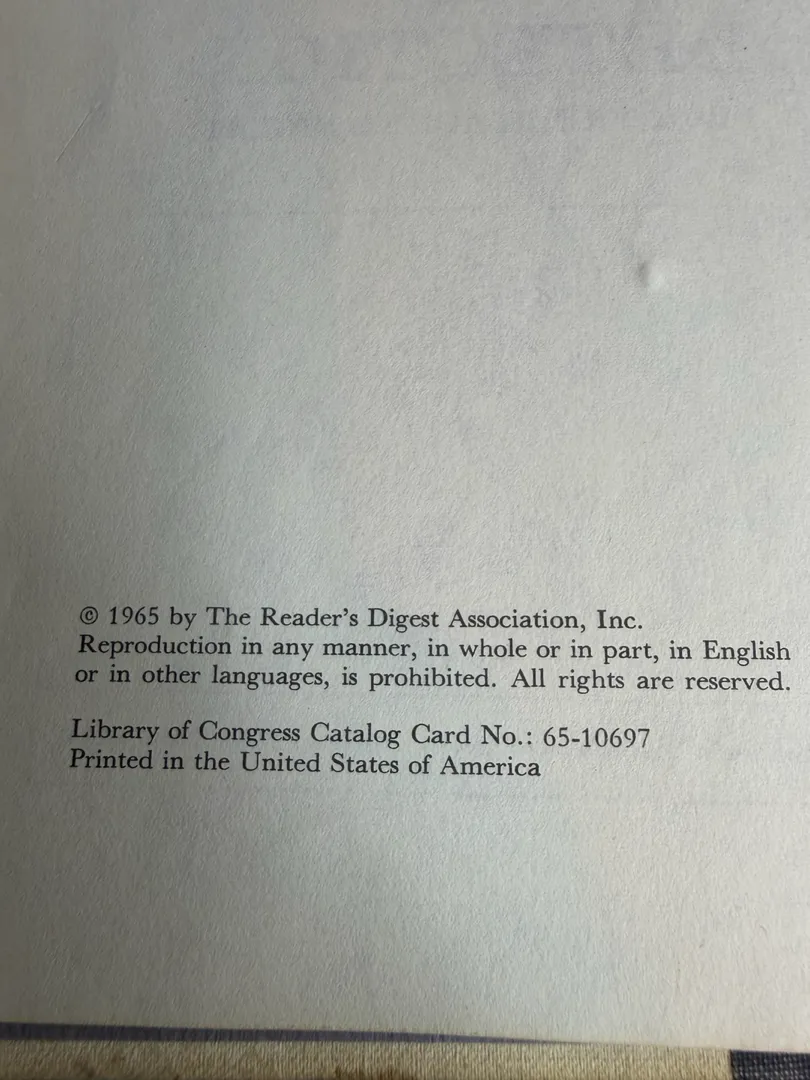 © 1965 by The Reader's Digest Association, Inc.
Reproduction in any manner, in whole or in part, in English
or in other languages, is prohibited. All rights are reserved.
Library of Congress Catalog Card No.: 65-10697
Printed in the United States of America